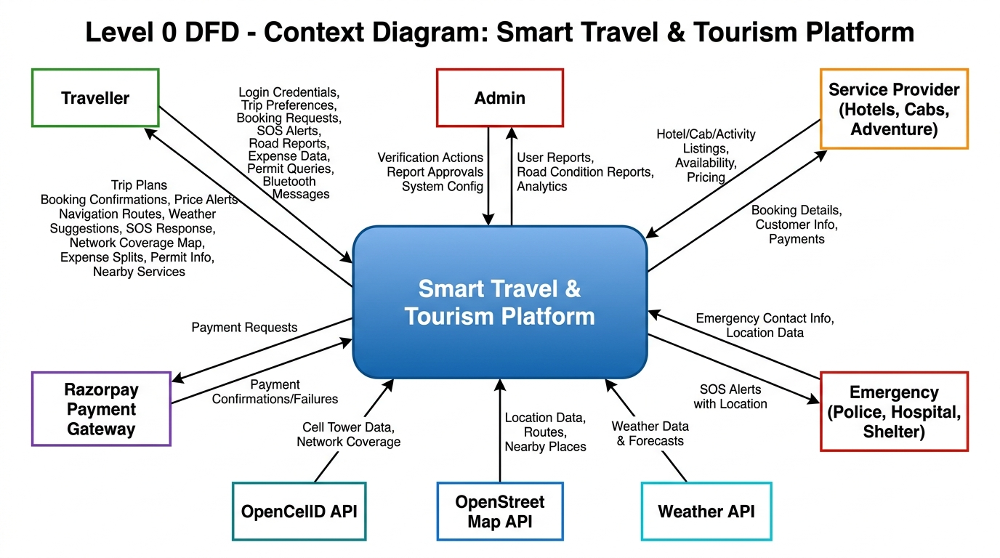 Level 0 DFD - Context Diagram: Smart Travel & Tourism Platform
Traveller
Login Credentials,
Trip Preferences,
Booking Requests,
SOS Alerts,
Road Reports,
Expense Data,
Permit Queries,
Bluetooth
Messages
Admin
Service Provider
(Hotels, Cabs,
Adventure)
Verification Actions
Report Approvals
System Config
User Reports,
Road Condition Reports,
Analytics
Hotel/Cab/Activity
Listings,
Availability,
Pricing
Trip Plans
Booking Confirmations, Price Alerts
Navigation Routes, Weather
Suggestions, SOS Response,
Network Coverage Map,
Expense Splits, Permit Info,
Nearby Services
Booking Details,
Customer Info,
Payments
Smart Travel &
Tourism Platform
Payment Requests
Emergency Contact Info,
Location Data
Razorpay
Payment
Gateway
Payment
Confirmations/Failures
SOS Alerts
with Location
Emergency
(Police, Hospital,
Shelter)
Cell Tower Data,
Network Coverage
Location Data,
Routes,
Nearby Places
Weather Data
& Forecasts
OpenCellD API
OpenStreet
Map API
Weather API